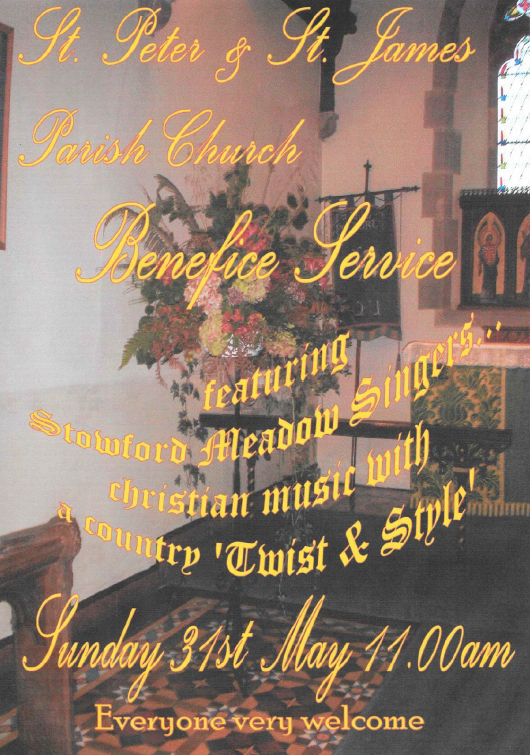 St. Peter & St. James
Parish Church
Benefice Service
featuring
Stowford Meadow Singers...
christian music with
a country 'Twist & Style'
Sunday 31st May 11.00am
Everyone very welcome